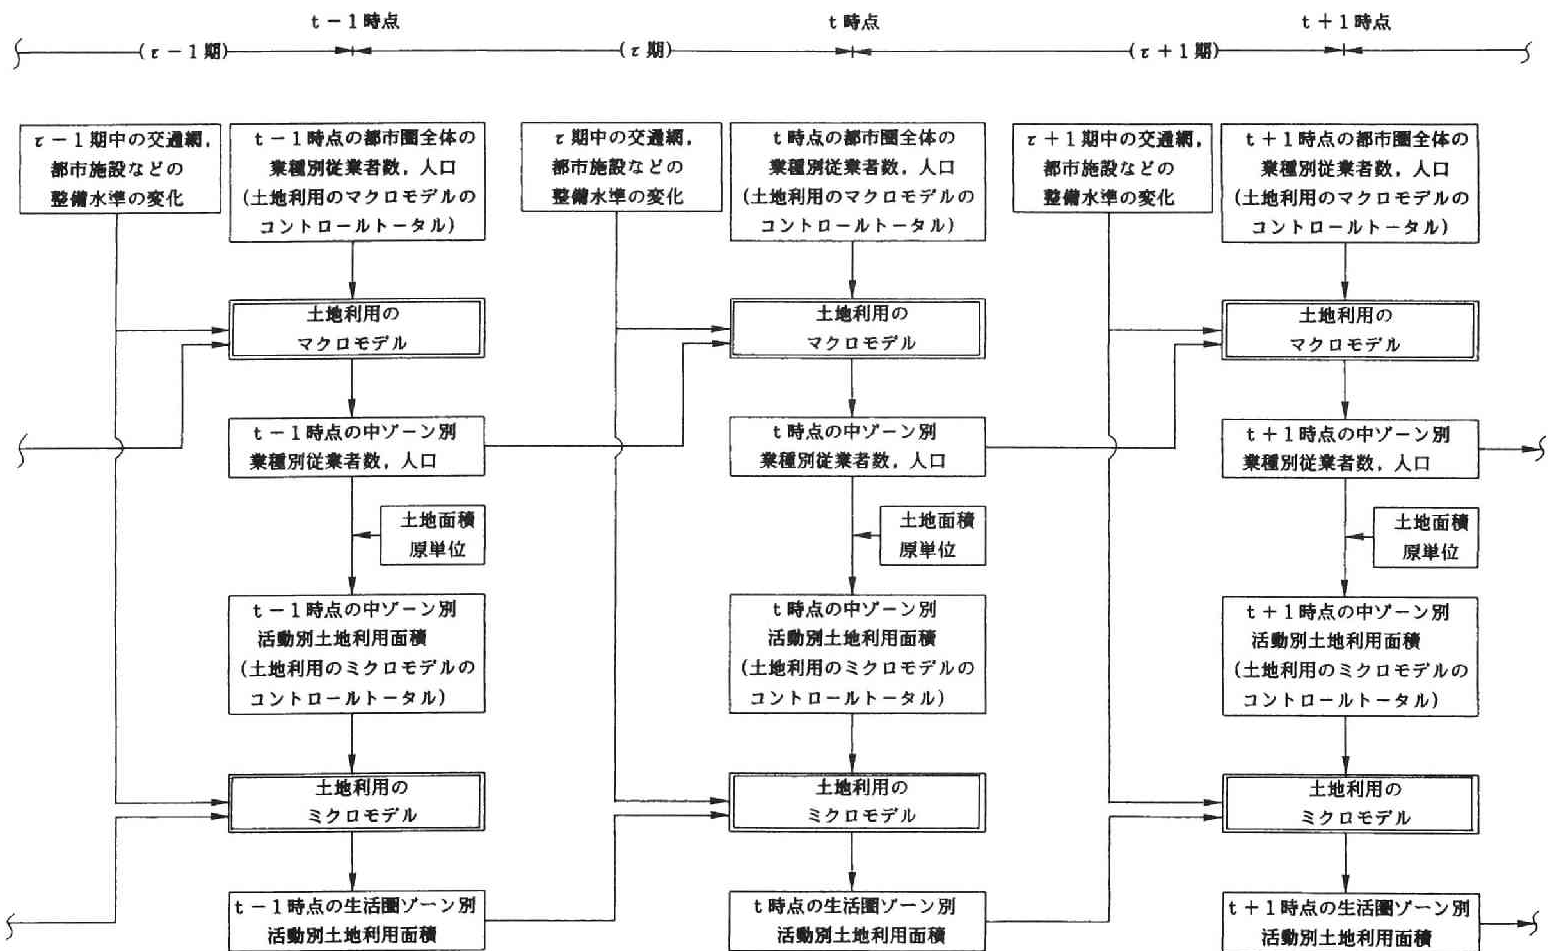 t－1時点
t時点
t＋1時点
(τ－1期)
(τ期)
(τ＋1期)
τ－1期中の交通網，
都市施設などの
整備水準の変化
t－1時点の都市圏全体の
業種別従業者数，人口
(土地利用のマクロモデルの
コントロールトータル)
τ期中の交通網，
都市施設などの
整備水準の変化
t時点の都市圏全体の
業種別従業者数，人口
(土地利用のマクロモデルの
コントロールトータル)
τ＋1期中の交通網，
都市施設などの
整備水準の変化
t＋1時点の都市圏全体の
業種別従業者数，人口
(土地利用のマクロモデルの
コントロールトータル)
土地利用の
マクロモデル
土地利用の
マクロモデル
土地利用の
マクロモデル
t－1時点の中ゾーン別
業種別従業者数，人口
t時点の中ゾーン別
業種別従業者数，人口
t＋1時点の中ゾーン別
業種別従業者数，人口
土地面積
原単位
土地面積
原単位
土地面積
原単位
t－1時点の中ゾーン別
活動別土地利用面積
(土地利用のミクロモデルの
コントロールトータル)
t時点の中ゾーン別
活動別土地利用面積
(土地利用のミクロモデルの
コントロールトータル)
t＋1時点の中ゾーン別
活動別土地利用面積
(土地利用のミクロモデルの
コントロールトータル)
土地利用の
ミクロモデル
土地利用の
ミクロモデル
土地利用の
ミクロモデル
t－1時点の生活圏ゾーン別
活動別土地利用面積
t時点の生活圏ゾーン別
活動別土地利用面積
t＋1時点の生活圏ゾーン別
活動別土地利用面積